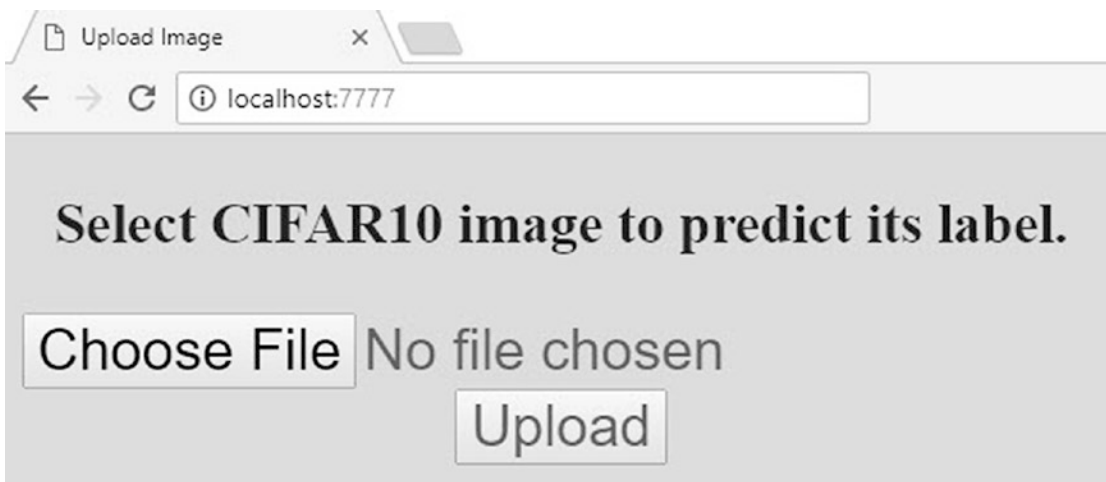 Upload Image
localhost:7777
Select CIFAR10 image to predict its label.
Choose File No file chosen
Upload